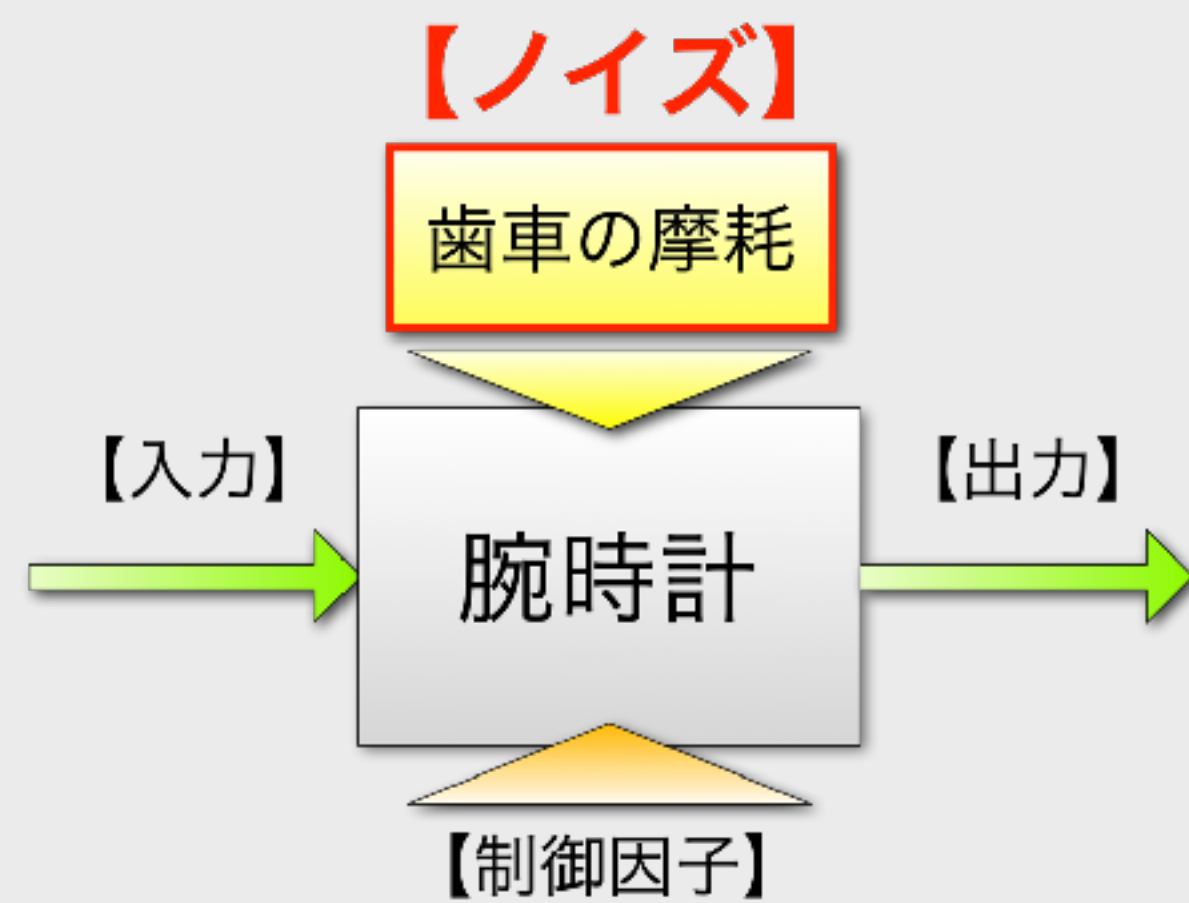 【ノイズ】
歯車の摩耗
【入力】
【出力】
腕時計
【制御因子】